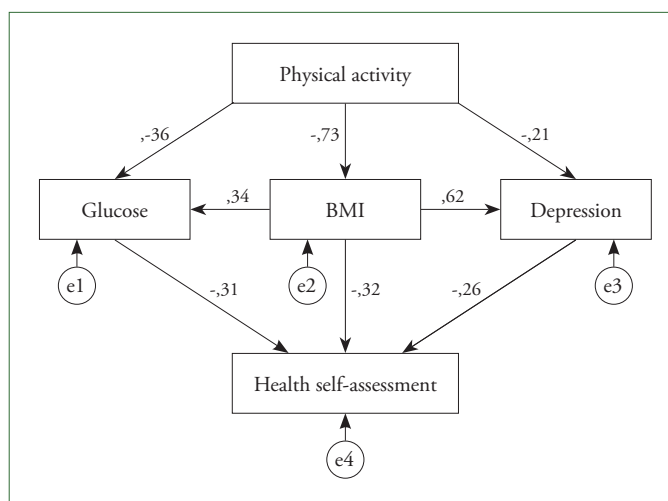 Physical activity
,-36
-,73
-,21
Glucose
,34
BMI
,62
Depression
e1
e2
e3
-,31
-,32
-,26
Health self-assessment
e4